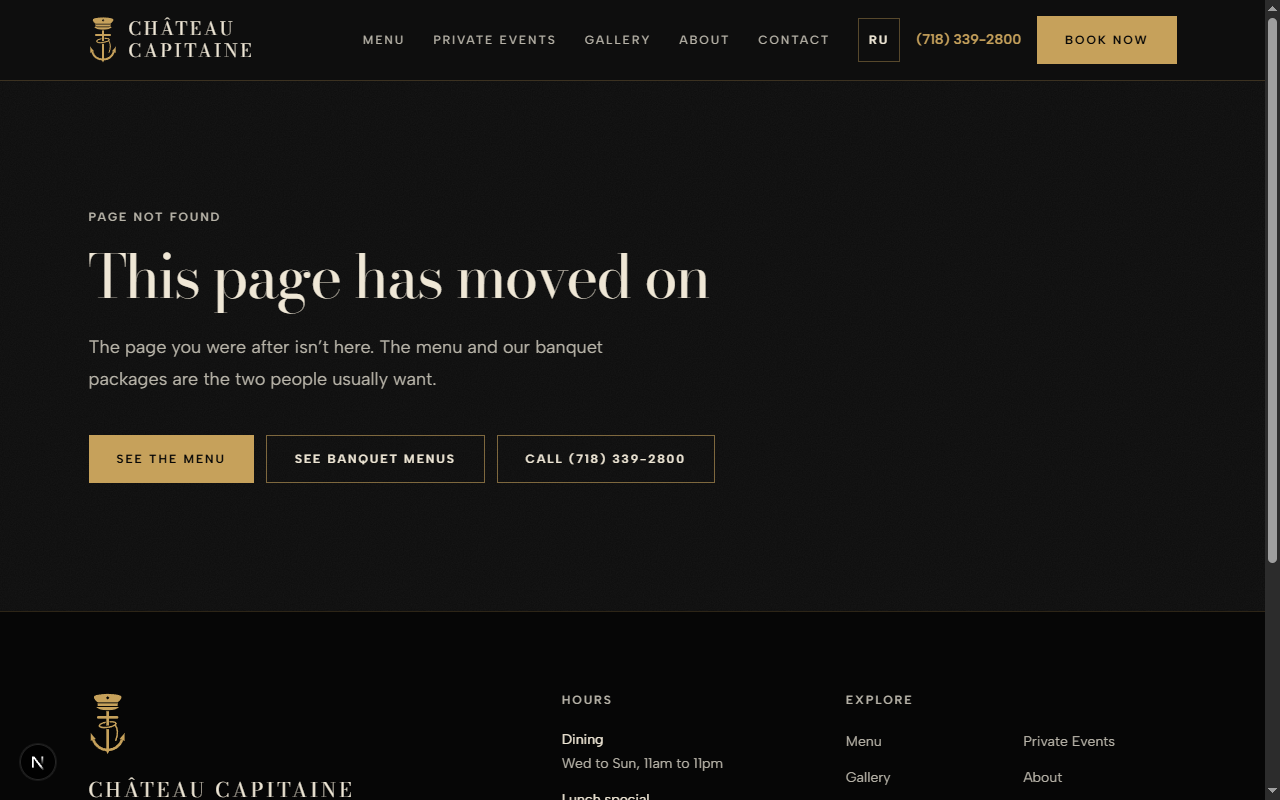 CHÂTEAU
CAPITAINE
MENU
PRIVATE EVENTS
GALLERY
ABOUT
CONTACT
RU
(718) 339-2800
BOOK NOW
PAGE NOT FOUND
This page has moved on
The page you were after isn’t here. The menu and our banquet
packages are the two people usually want.
SEE THE MENU
SEE BANQUET MENUS
CALL (718) 339-2800
CHÂTEAU CAPITAINE
HOURS
Dining
Wed to Sun, 11am to 11pm
Lunch special
EXPLORE
Menu
Private Events
Gallery
About
N